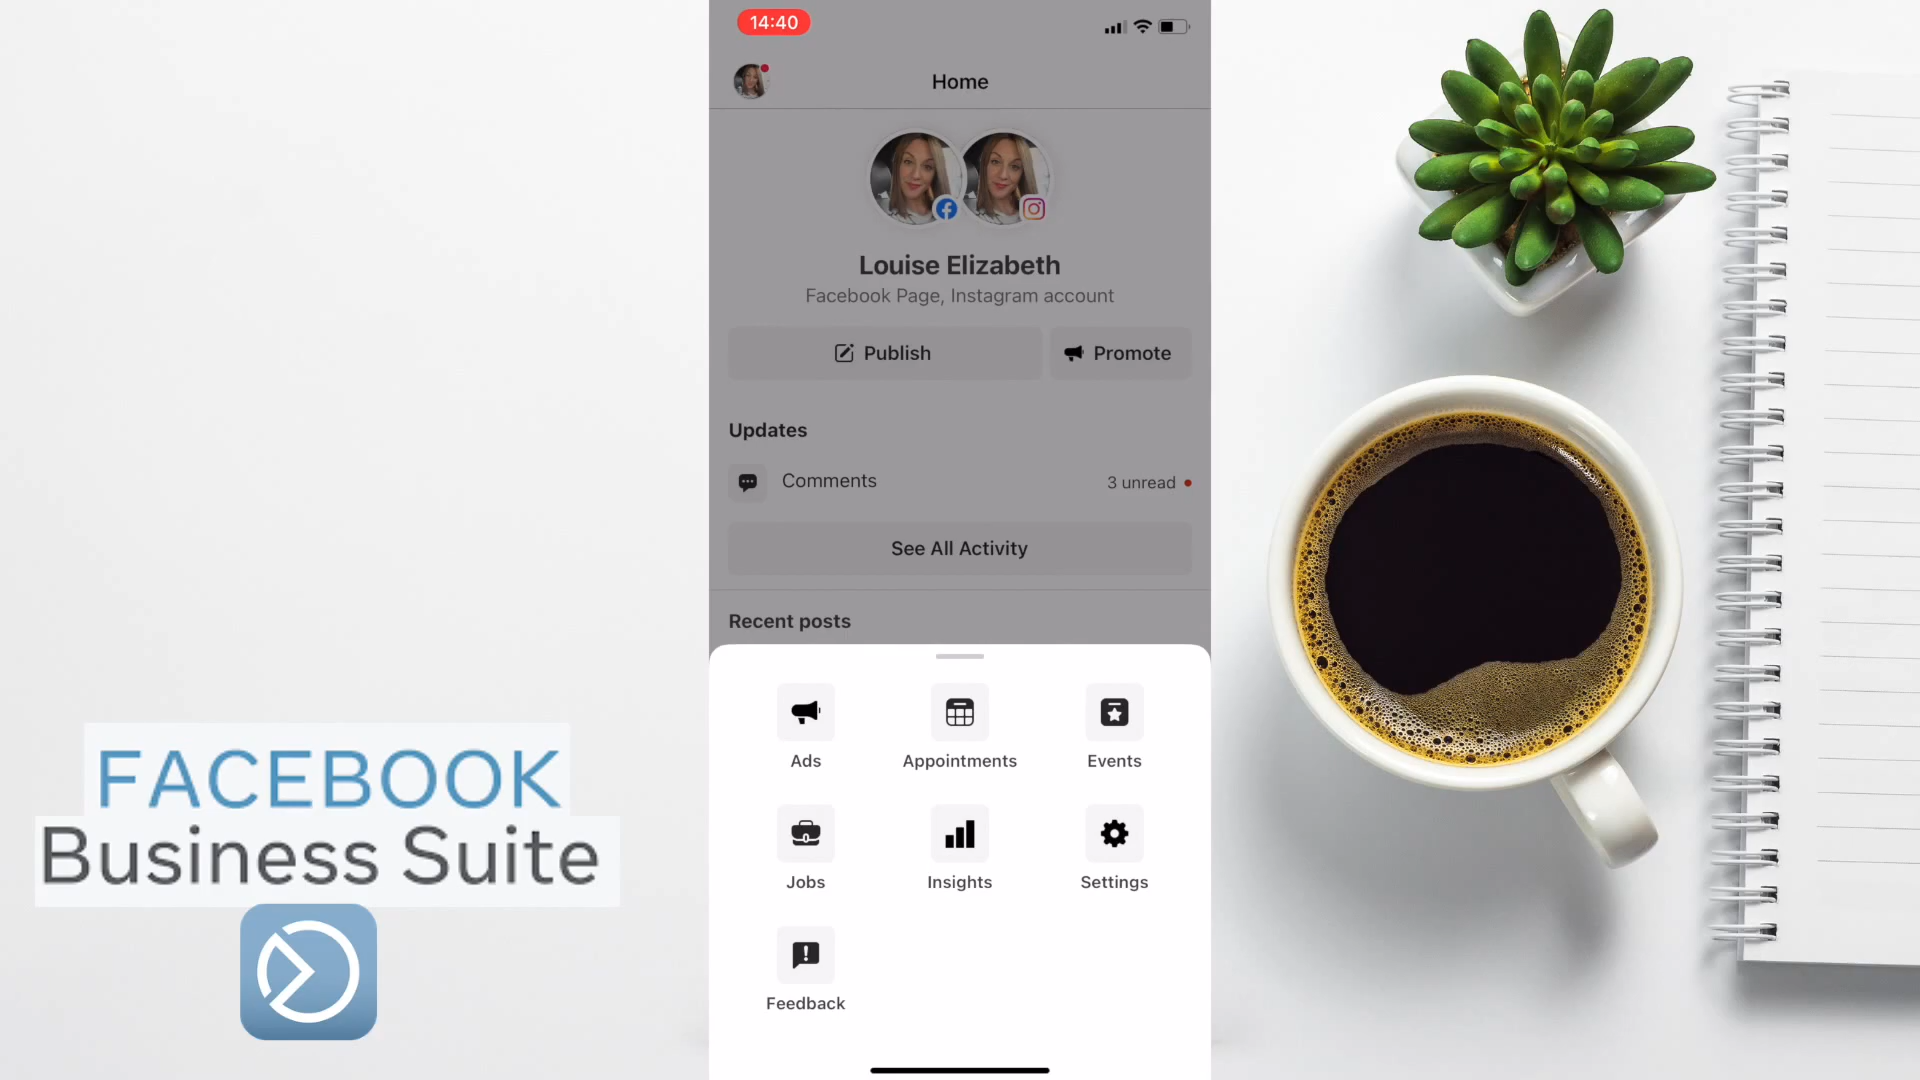 14:40
Home
Louise Elizabeth
Facebook Page, Instagram account
Publish
Promote
Updates
Comments
3 unread
See All Activity
Recent posts
Ads
Appointments
Events
Jobs
Insights
Settings
Feedback
FACEBOOK
Business Suite